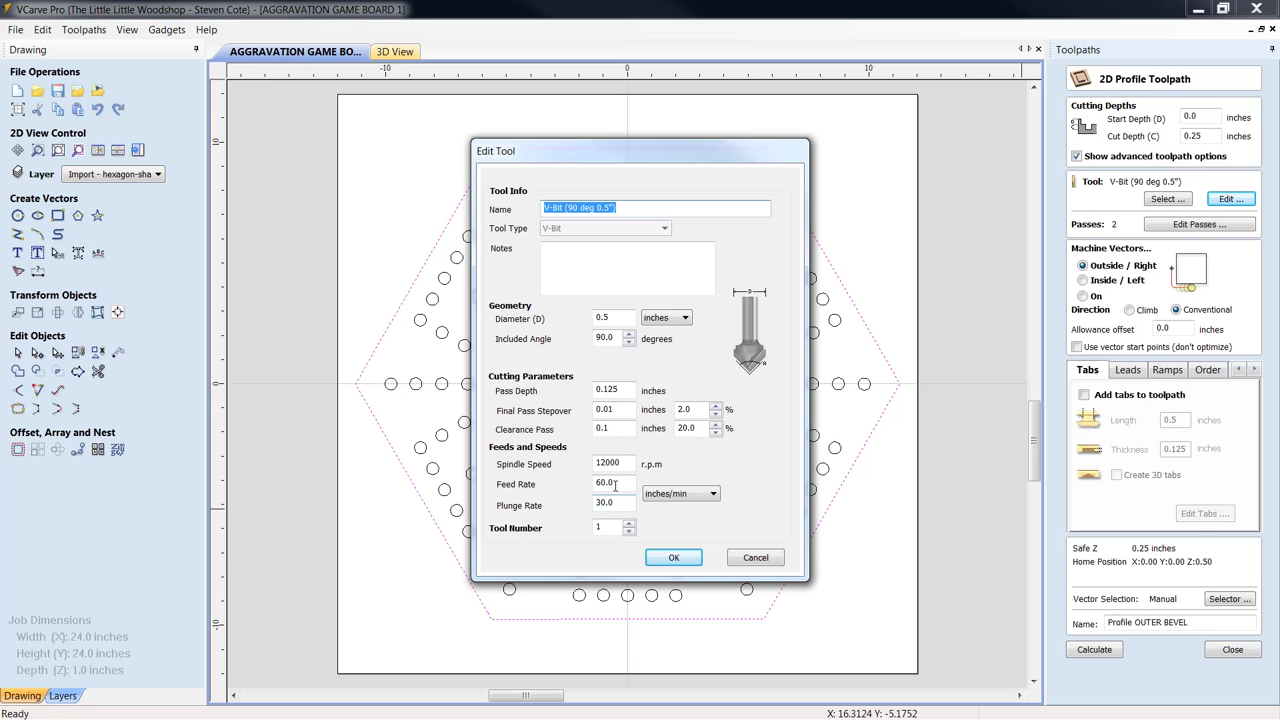 VCarve Pro (The Little Little Woodshop - Steven Cote) - [AGGRAVATION GAME BOARD 1]
File Edit Toolpaths View Gadgets Help
Drawing
File Operations
2D View Control
Layer Import - hexagon-sha
Create Vectors
Transform Objects
Edit Objects
Offset, Array and Nest
Job Dimensions
Width (X): 24.0 inches
Height (Y): 24.0 inches
Depth (Z): 1.0 inches
Drawing Layers
Ready
AGGRAVATION GAME BO... 3D View
-10 0 10
10
0
-10
Edit Tool
Tool Info
Name V-Bit (90 deg 0.5")
Tool Type V-Bit
Notes
Geometry
Diameter (D) 0.5 inches
Included Angle 90.0 degrees
D
A
Cutting Parameters
Pass Depth 0.125 inches
Final Pass Stepover 0.01 inches 2.0 %
Clearance Pass 0.1 inches 20.0 %
Feeds and Speeds
Spindle Speed 12000 r.p.m
Feed Rate 60.0
inches/min
Plunge Rate 30.0
Tool Number 1
OK Cancel
X: 16.3124 Y: -5.1752
Toolpaths
2D Profile Toolpath
Cutting Depths
Start Depth (D) 0.0 inches
Cut Depth (C) 0.25 inches
Show advanced toolpath options
Tool: V-Bit (90 deg 0.5")
Select ... Edit ...
Passes: 2 Edit Passes ...
Machine Vectors...
Outside / Right
Inside / Left
On
Direction Climb Conventional
Allowance offset 0.0 inches
Use vector start points (don't optimize)
Tabs Leads Ramps Order
Add tabs to toolpath
Length 0.5 inches
Thickness 0.125 inches
Create 3D tabs
Edit Tabs ....
Safe Z 0.25 inches
Home Position X:0.00 Y:0.00 Z:0.50
Vector Selection: Manual Selector ...
Name: Profile OUTER BEVEL
Calculate Close